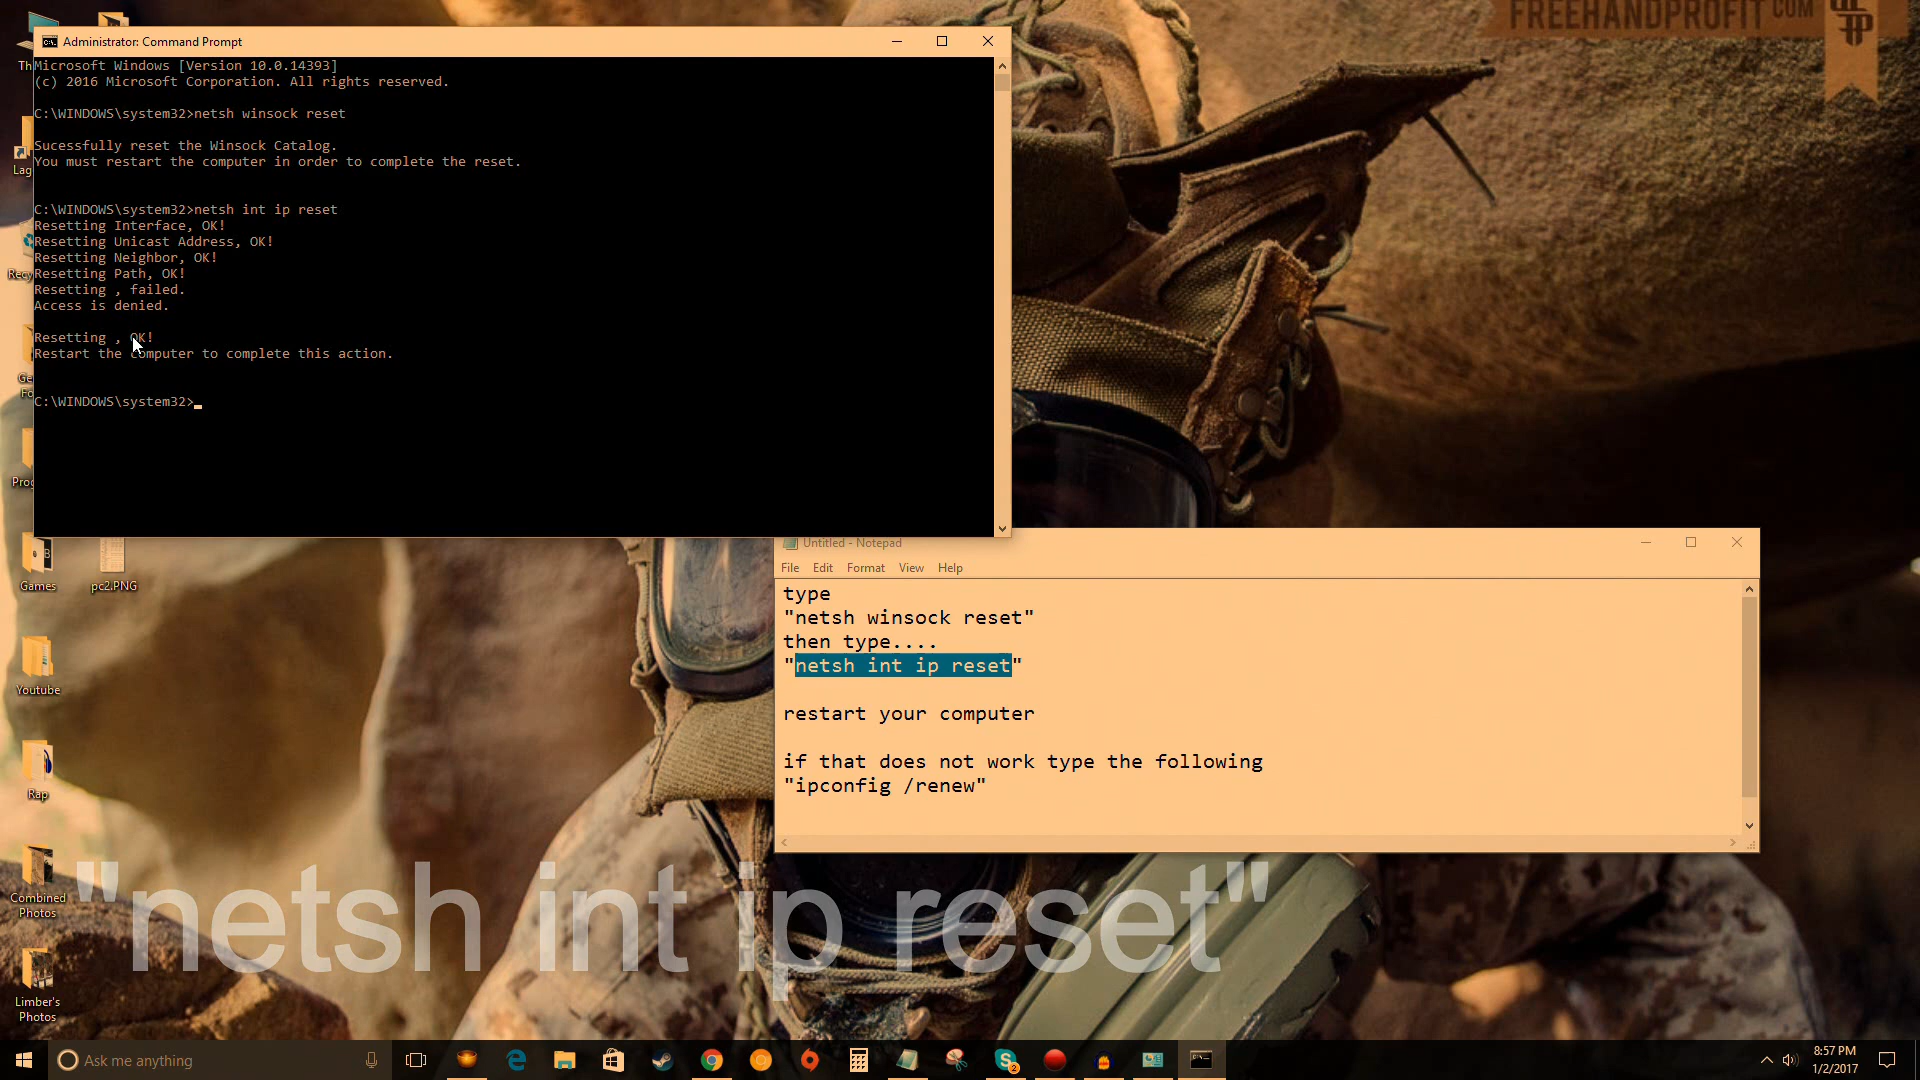 FREEHANDPROFIT.COM
Administrator: Command Prompt
Microsoft Windows [Version 10.0.14393]
(c) 2016 Microsoft Corporation. All rights reserved.
C:\WINDOWS\system32>netsh winsock reset
Sucessfully reset the Winsock Catalog.
You must restart the computer in order to complete the reset.
C:\WINDOWS\system32>netsh int ip reset
Resetting Interface, OK!
Resetting Unicast Address, OK!
Resetting Neighbor, OK!
Resetting Path, OK!
Resetting , failed.
Access is denied.
Resetting , OK!
Restart the computer to complete this action.
C:\WINDOWS\system32>
Games
pc2.PNG
Youtube
Rap
Combined
Photos
Limber's
Photos
Untitled - Notepad
File Edit Format View Help
type
"netsh winsock reset"
then type....
"netsh int ip reset"
restart your computer
if that does not work type the following
"ipconfig /renew"
"netsh int ip reset"
Ask me anything
2
8:57 PM
1/2/2017